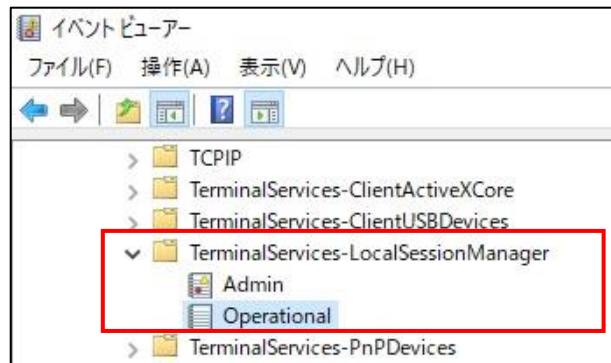 イベント ビューアー
ファイル(F) 操作(A) 表示(V) ヘルプ(H)
TCPIP
TerminalServices-ClientActiveXCore
TerminalServices-ClientUSBDevices
TerminalServices-LocalSessionManager
Admin
Operational
TerminalServices-PnPDevices